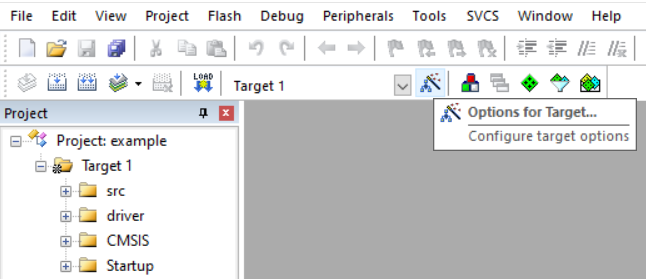 File Edit View Project Flash Debug Peripherals Tools SVCS Window Help
LOAD Target 1
Project
Options for Target...
Configure target options
Project: example
Target 1
src
driver
CMSIS
Startup